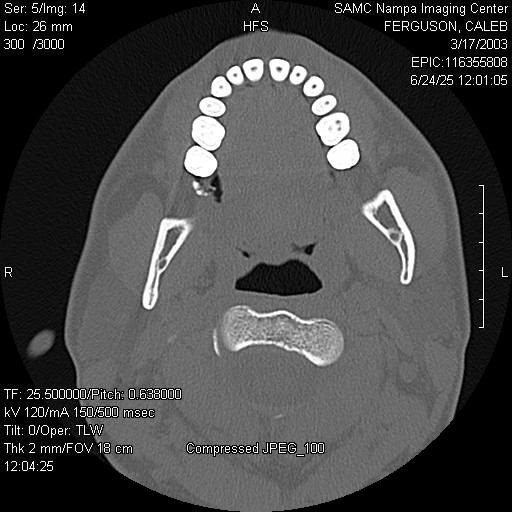 Ser: 5/Img: 14
Loc: 26 mm
300 /3000
A
HFS
SAMC Nampa Imaging Center
FERGUSON, CALEB
3/17/2003
EPIC:116355808
6/24/25 12:01:05
R
L
TF: 25.500000/Pitch: 0.638000
kV 120/mA 150/500 msec
Tilt: 0/Oper: TLW
Thk 2 mm/FOV 18 cm
12:04:25
Compressed JPEG_100